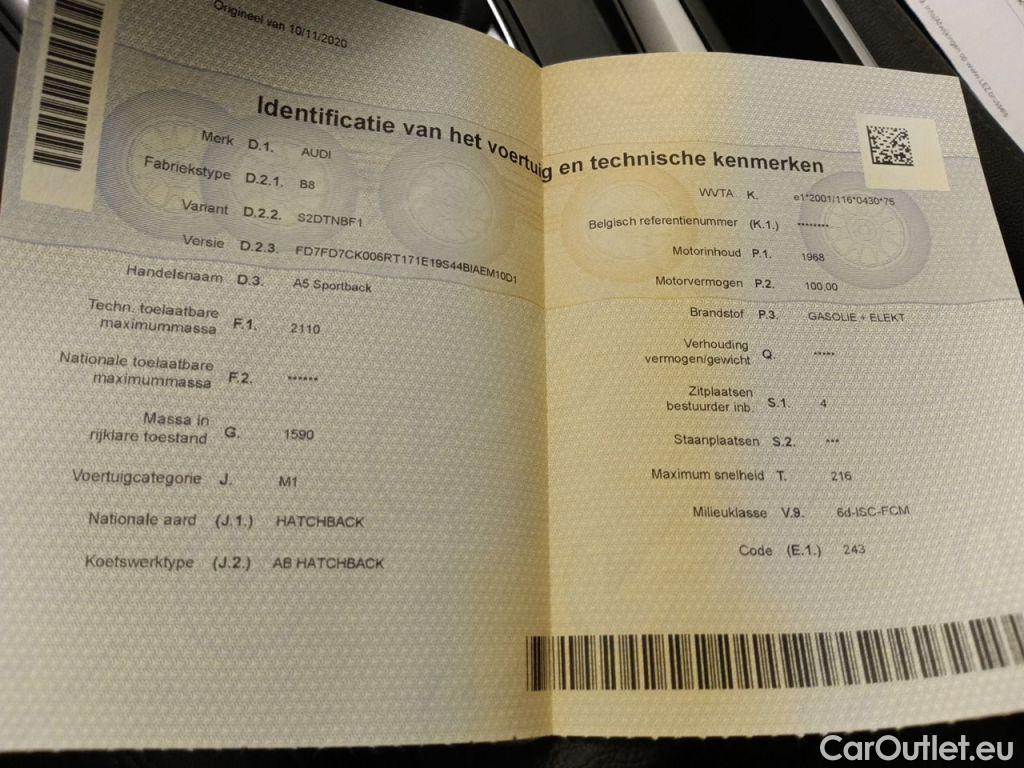 Origineel van 10/11/2020
Identificatie van het voertuig en technische kenmerken
Merk D.1. AUDI
Fabriekstype D.2.1. B8
Variant D.2.2. S2DTNBF1
Versie D.2.3. FD7FD7CK006RT171E19S44BIAEM10D1
Handelsnaam D.3. A5 Sportback
Techn. toelaatbare
maximummassa F.1. 2110
Nationale toelaatbare
maximummassa F.2. ******
Massa in
rijklare toestand G. 1590
Voertuigcategorie J. M1
Nationale aard (J.1.) HATCHBACK
Koetswerktype (J.2.) AB HATCHBACK
WVTA K. e1*2001/116*0430*75
Belgisch referentienummer (K.1.) ********
Motorinhoud P.1. 1968
Motorvermogen P.2. 100.00
Brandstof P.3. GASOLIE + ELEKT
Verhouding
vermogen/gewicht Q. *****
Zitplaatsen
bestuurder inb. S.1. 4
Staanplaatsen S.2. ***
Maximum snelheid T. 216
Milieuklasse V.9. 6d-ISC-FCM
Code (E.1.) 243
op www.LEZ.brussels
CarOutlet.eu